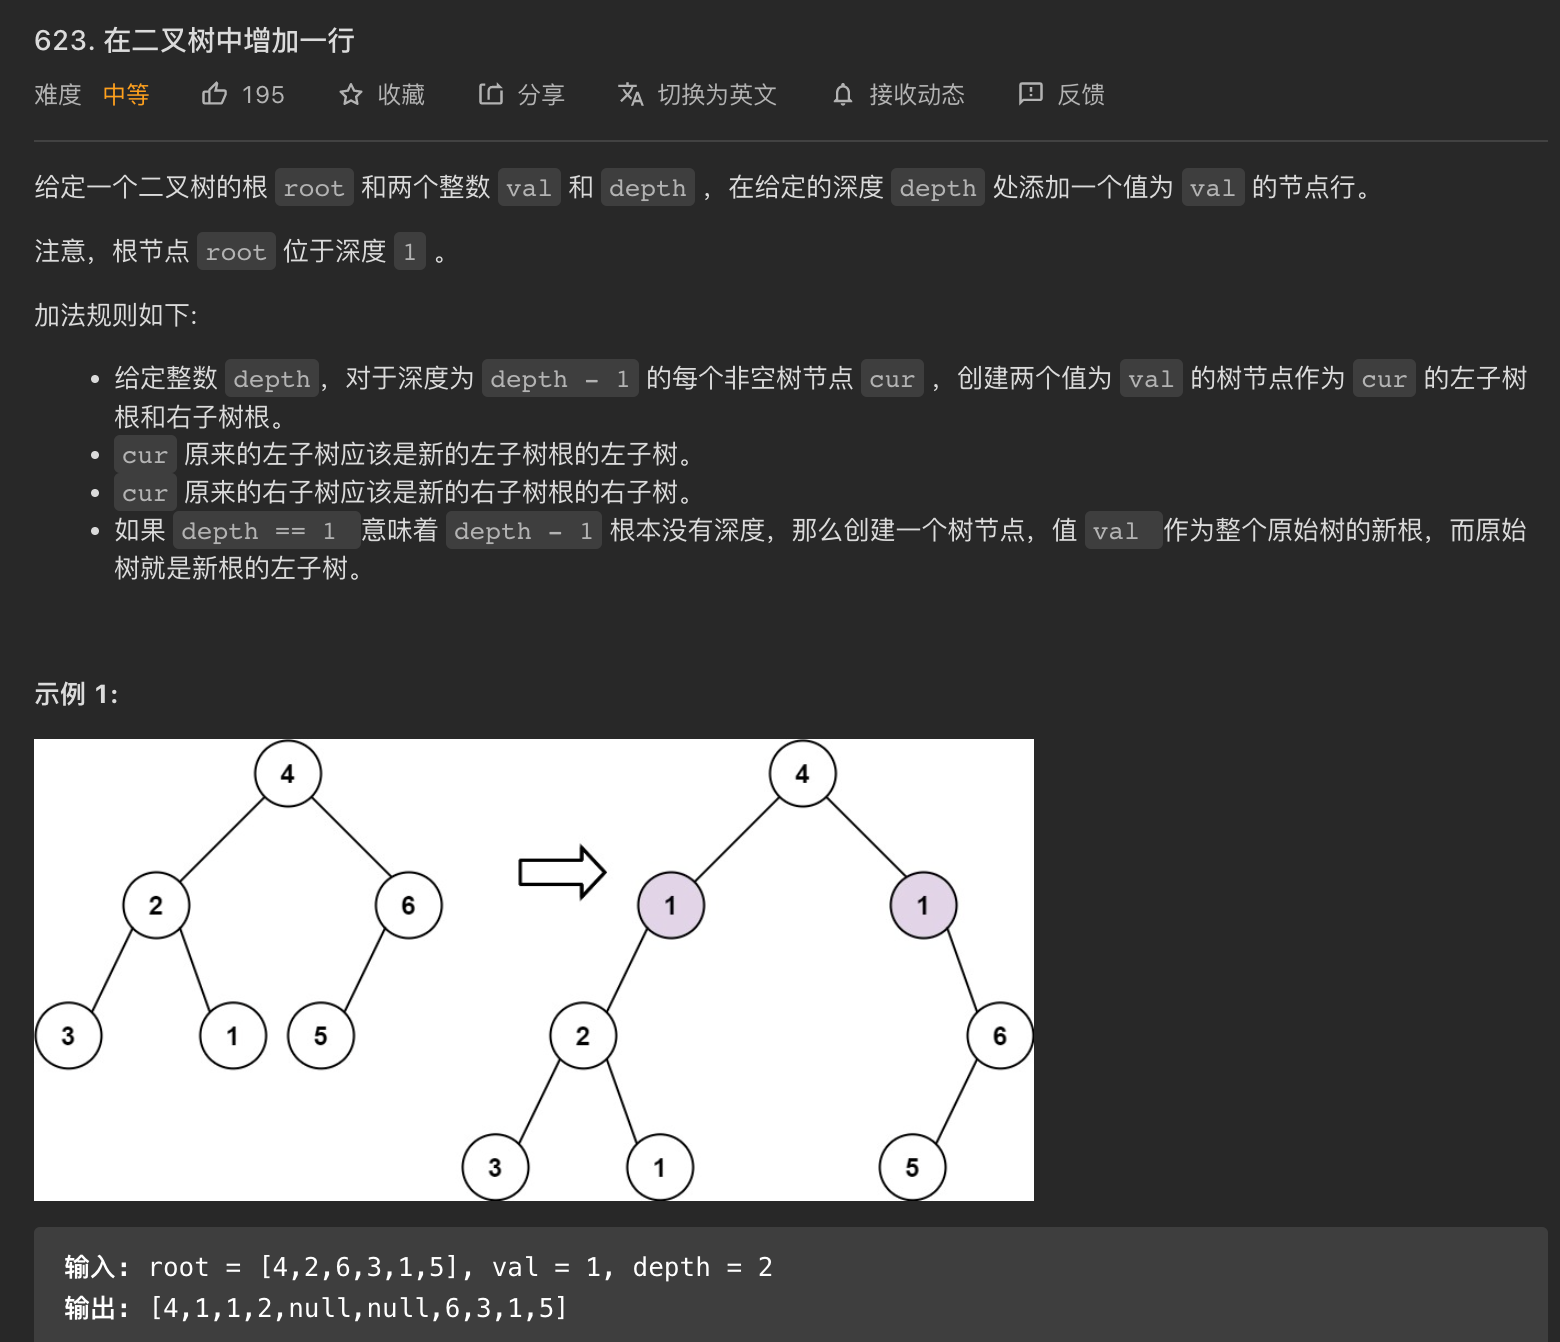 623. 在二叉树中增加一行
难度 中等 195 收藏 分享 切换为英文 接收动态 反馈
给定一个二叉树的根 root 和两个整数 val 和 depth ，在给定的深度 depth 处添加一个值为 val 的节点行。
注意，根节点 root 位于深度 1 。
加法规则如下:
• 给定整数 depth，对于深度为 depth - 1 的每个非空树节点 cur ，创建两个值为 val 的树节点作为 cur 的左子树
根和右子树根。
• cur 原来的左子树应该是新的左子树根的左子树。
• cur 原来的右子树应该是新的右子树根的右子树。
• 如果 depth == 1 意味着 depth - 1 根本没有深度，那么创建一个树节点，值 val 作为整个原始树的新根，而原始
树就是新根的左子树。
示例 1:
4 4
2 6 1 1
3 1 5 2 6
3 1 5
输入: root = [4,2,6,3,1,5], val = 1, depth = 2
输出: [4,1,1,2,null,null,6,3,1,5]